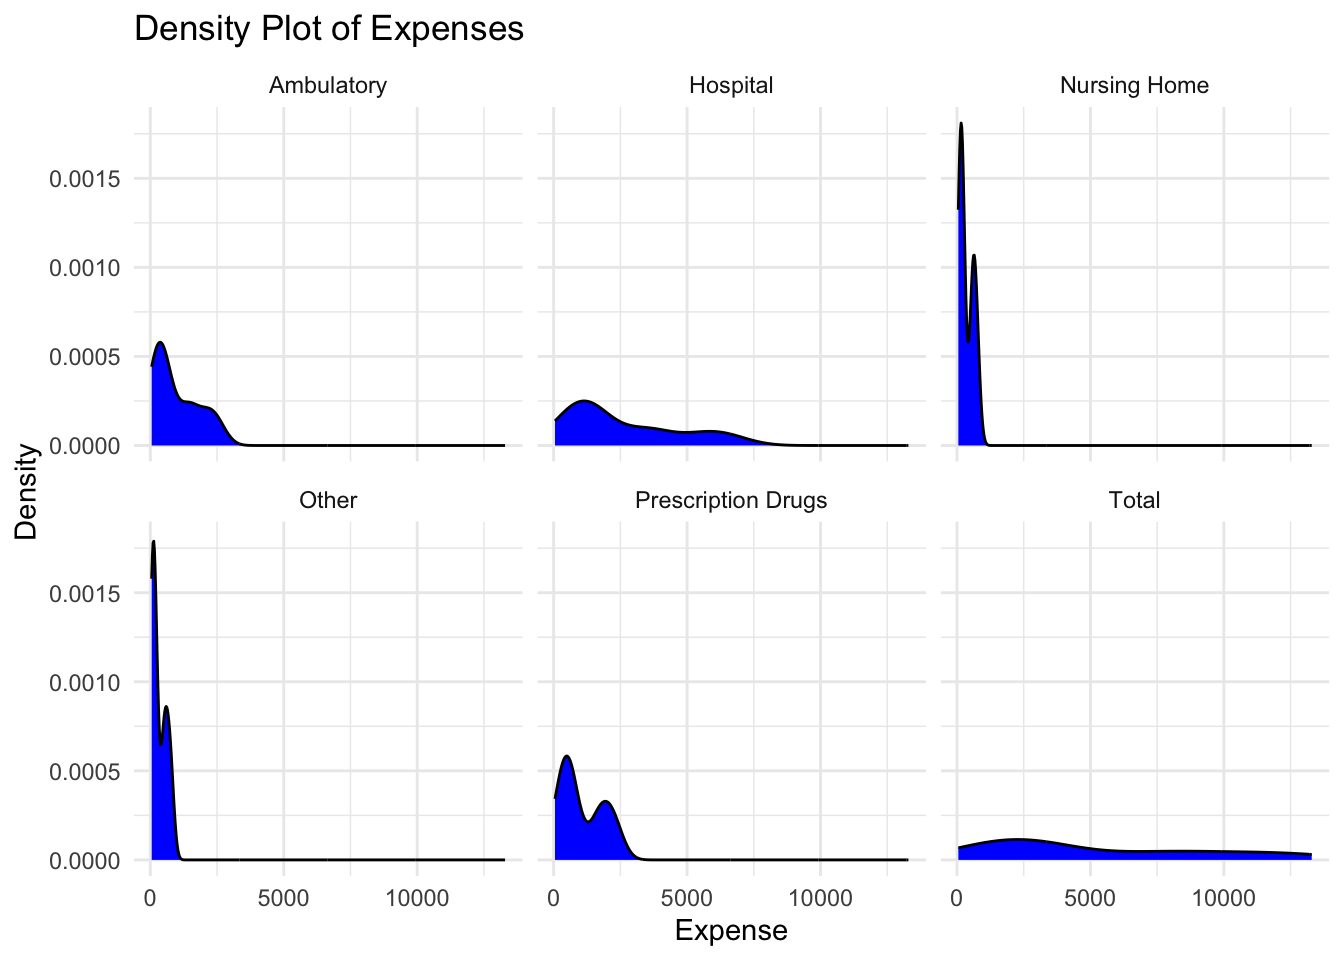 Density Plot of Expenses
Ambulatory
Hospital
Nursing Home
0.0015
0.0010
0.0005
0.0000
Density
Other
Prescription Drugs
Total
0.0015
0.0010
0.0005
0.0000
0 5000 10000
0 5000 10000
0 5000 10000
Expense